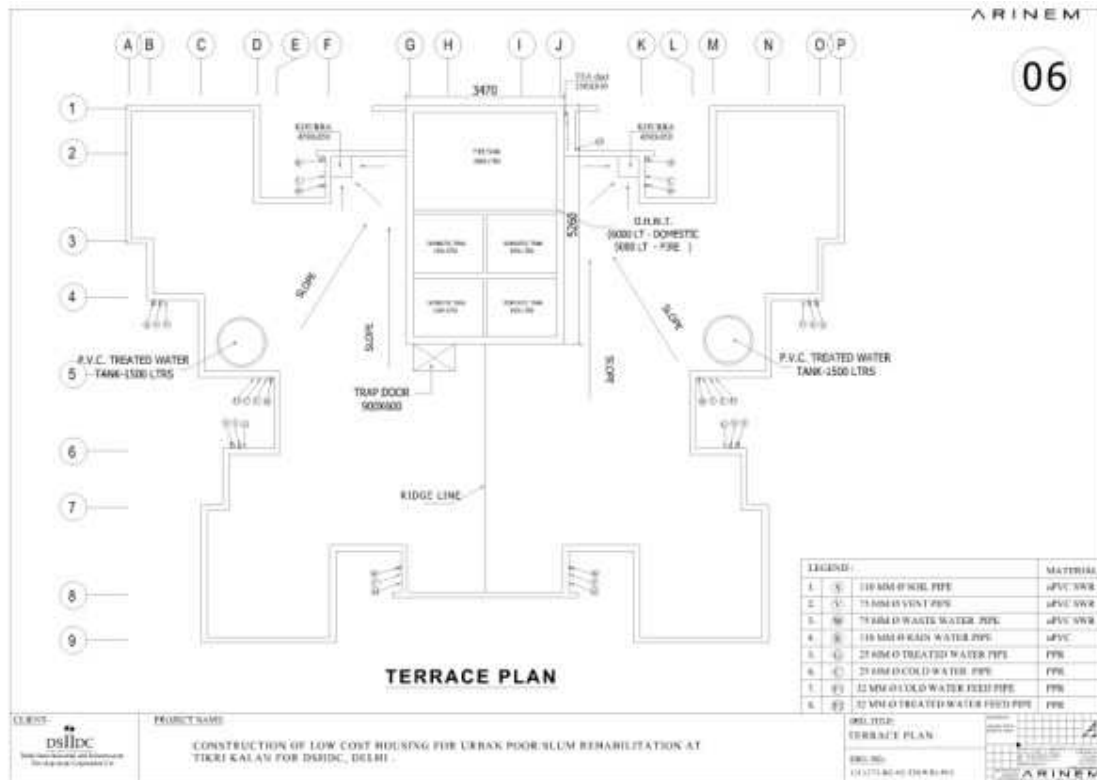 ARINEM
06
A B C D E F G H I J K L M N O P
1
2
3
4
5
6
7
8
9
3470
5260
KHURRA
KHURRA
O.H.W.T.
(6000 LT - DOMESTIC
5000 LT - FIRE )
SLOPE
SLOPE
SLOPE
SLOPE
P.V.C. TREATED WATER
TANK-1500 LTRS
P.V.C. TREATED WATER
TANK-1500 LTRS
TRAP DOOR
900X600
RIDGE LINE
TERRACE PLAN
LEGEND:- MATERIAL
1. S 110 MM Ø SOIL PIPE uPVC SWR
2. V 75 MM Ø VENT PIPE uPVC SWR
3. W 75 MM Ø WASTE WATER PIPE uPVC SWR
4. R 110 MM Ø RAIN WATER PIPE uPVC
5. G 25 MM Ø TREATED WATER PIPE PPR
6. C 25 MM Ø COLD WATER PIPE PPR
7. 32 MM Ø COLD WATER FEED PIPE PPR
8. 32 MM Ø TREATED WATER FEED PIPE PPR
CLIENT:-
DSIIDC
PROJECT NAME
CONSTRUCTION OF LOW COST HOUSING FOR URBAN POOR/SLUM REHABILITATION AT
TIKRI KALAN FOR DSIIDC, DELHI .
DRG. TITLE:
TERRACE PLAN
DRG. NO:
ARINEM